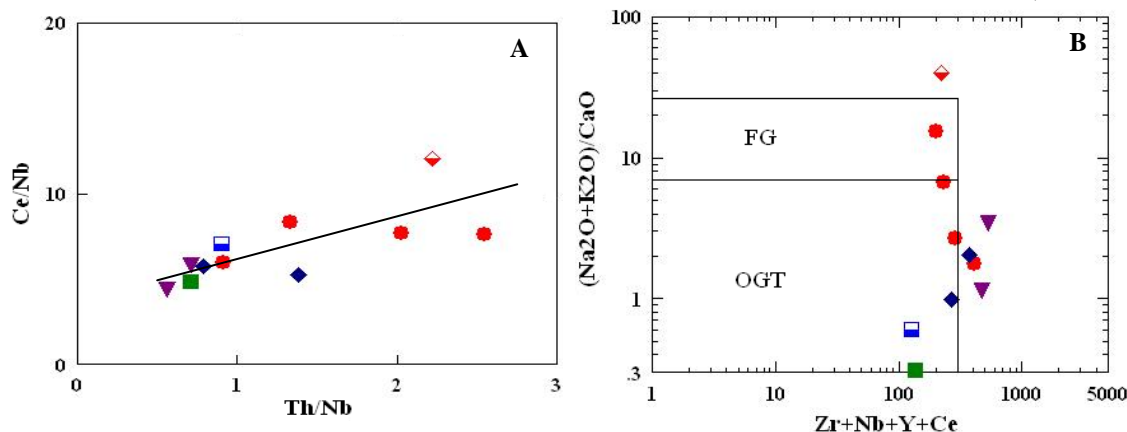 20
A
10
0
Ce/Nb
0 1 2 3
Th/Nb
100
B
FG
10
OGT
1
.3
(Na2O+K2O)/CaO
1 10 100 1000 5000
Zr+Nb+Y+Ce